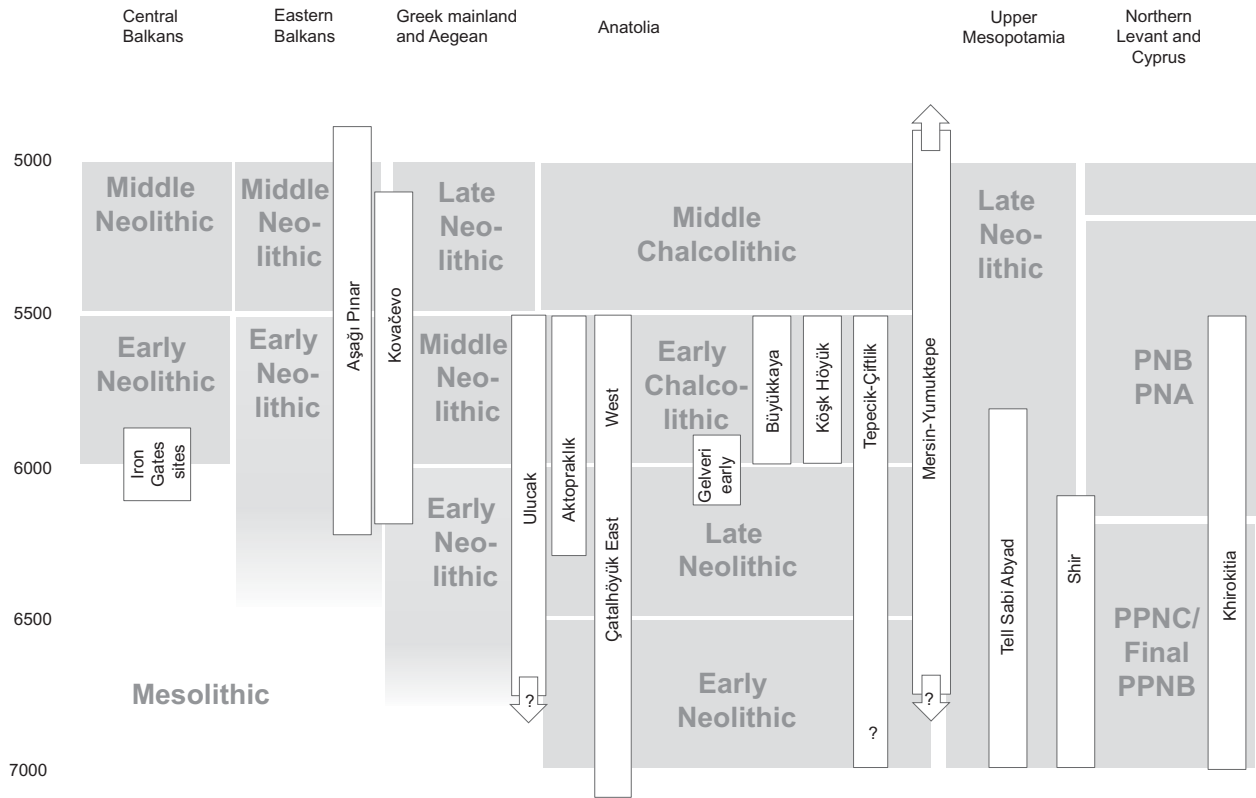 Central
Balkans
Eastern
Balkans
Greek mainland
and Aegean
Anatolia
Upper
Mesopotamia
Northern
Levant and
Cyprus
5000
5500
6000
6500
7000
Middle
Neolithic
Early
Neolithic
Iron
Gates
sites
Mesolithic
Middle
Neo-
lithic
Early
Neo-
lithic
Aşağı Pınar
Kovačevo
Late
Neo-
lithic
Middle
Neo-
lithic
Early
Neo-
lithic
Ulucak
?
Aktopraklık
West
Çatalhöyük East
Middle
Chalcolithic
Early
Chalco-
lithic
Gelveri
early
Late
Neolithic
Early
Neolithic
Büyükkaya
Köşk Höyük
Tepecik-Çiftlik
?
Mersin-Yumuktepe
?
Late
Neo-
lithic
Tell Sabi Abyad
Shir
PNB
PNA
PPNC/
Final
PPNB
Khirokitia